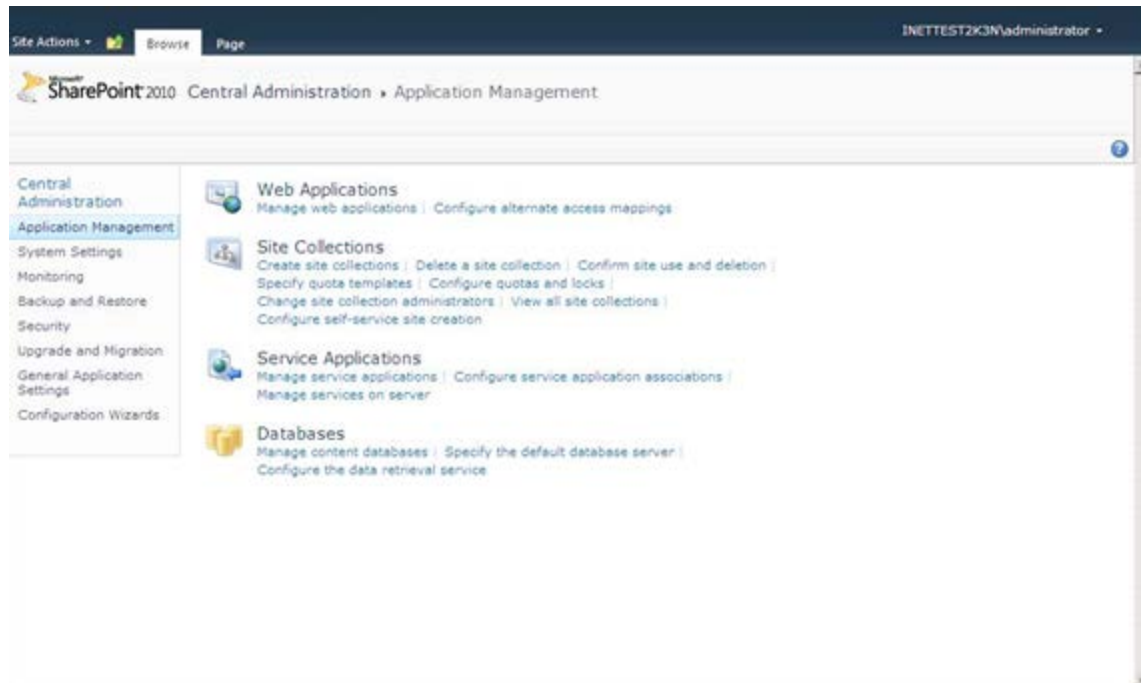 INETTEST2K3N\administrator
Site Actions Browse Page
Microsoft
SharePoint 2010 Central Administration ▸ Application Management
Central
Administration
Application Management
System Settings
Monitoring
Backup and Restore
Security
Upgrade and Migration
General Application
Settings
Configuration Wizards
Web Applications
Manage web applications | Configure alternate access mappings
Site Collections
Create site collections | Delete a site collection | Confirm site use and deletion |
Specify quota templates | Configure quotas and locks |
Change site collection administrators | View all site collections |
Configure self-service site creation
Service Applications
Manage service applications | Configure service application associations |
Manage services on server
Databases
Manage content databases | Specify the default database server |
Configure the data retrieval service